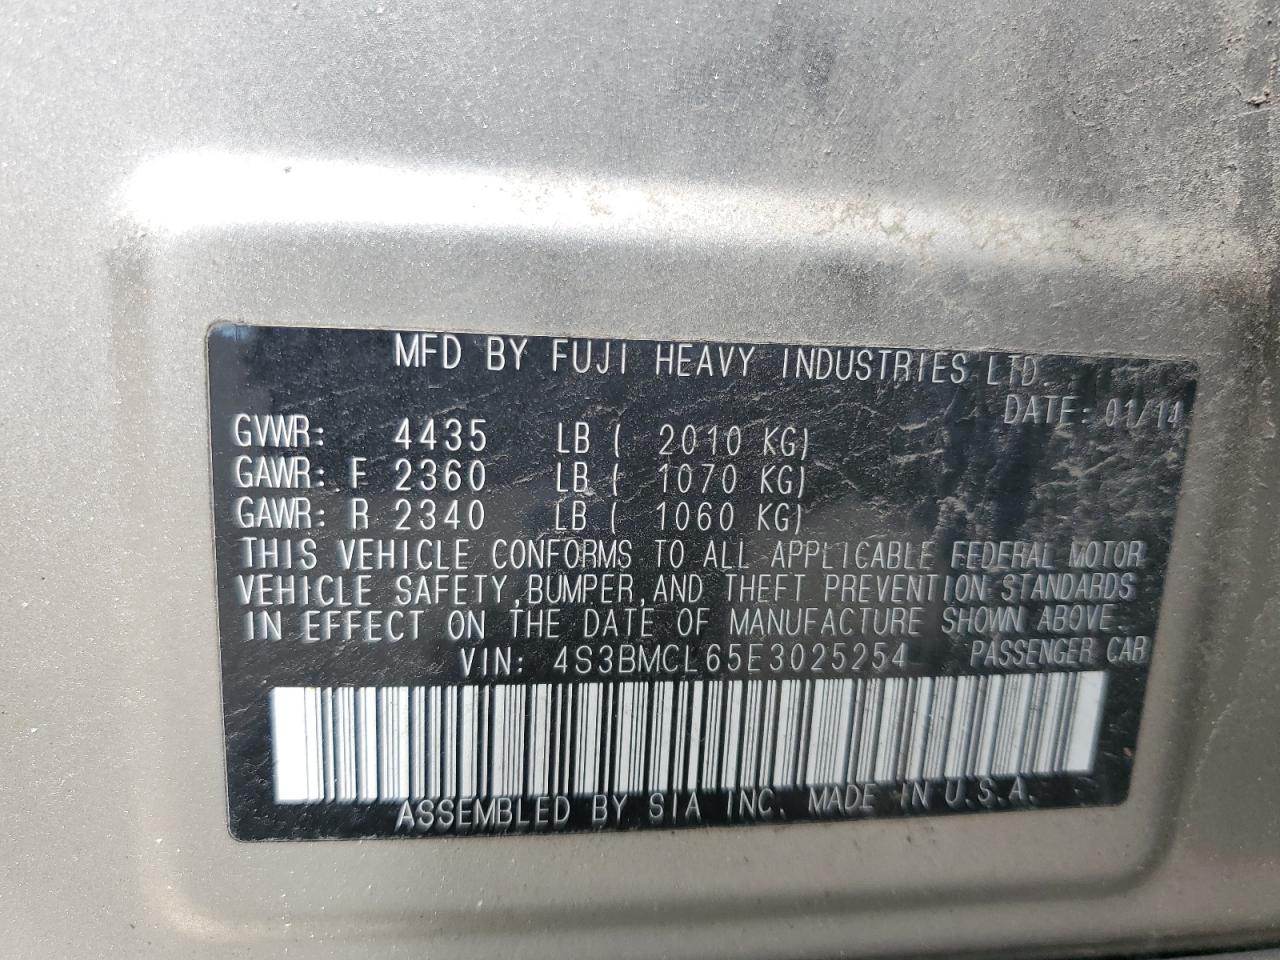 MFD BY FUJI HEAVY INDUSTRIES LTD.
DATE: 01/14
GVWR: 4435 LB ( 2010 KG)
GAWR: F 2360 LB ( 1070 KG)
GAWR: R 2340 LB ( 1060 KG)
THIS VEHICLE CONFORMS TO ALL APPLICABLE FEDERAL MOTOR
VEHICLE SAFETY, BUMPER, AND THEFT PREVENTION STANDARDS
IN EFFECT ON THE DATE OF MANUFACTURE SHOWN ABOVE.
VIN: 4S3BMCL65E3025254 PASSENGER CAR
ASSEMBLED BY SIA INC. MADE IN U.S.A.